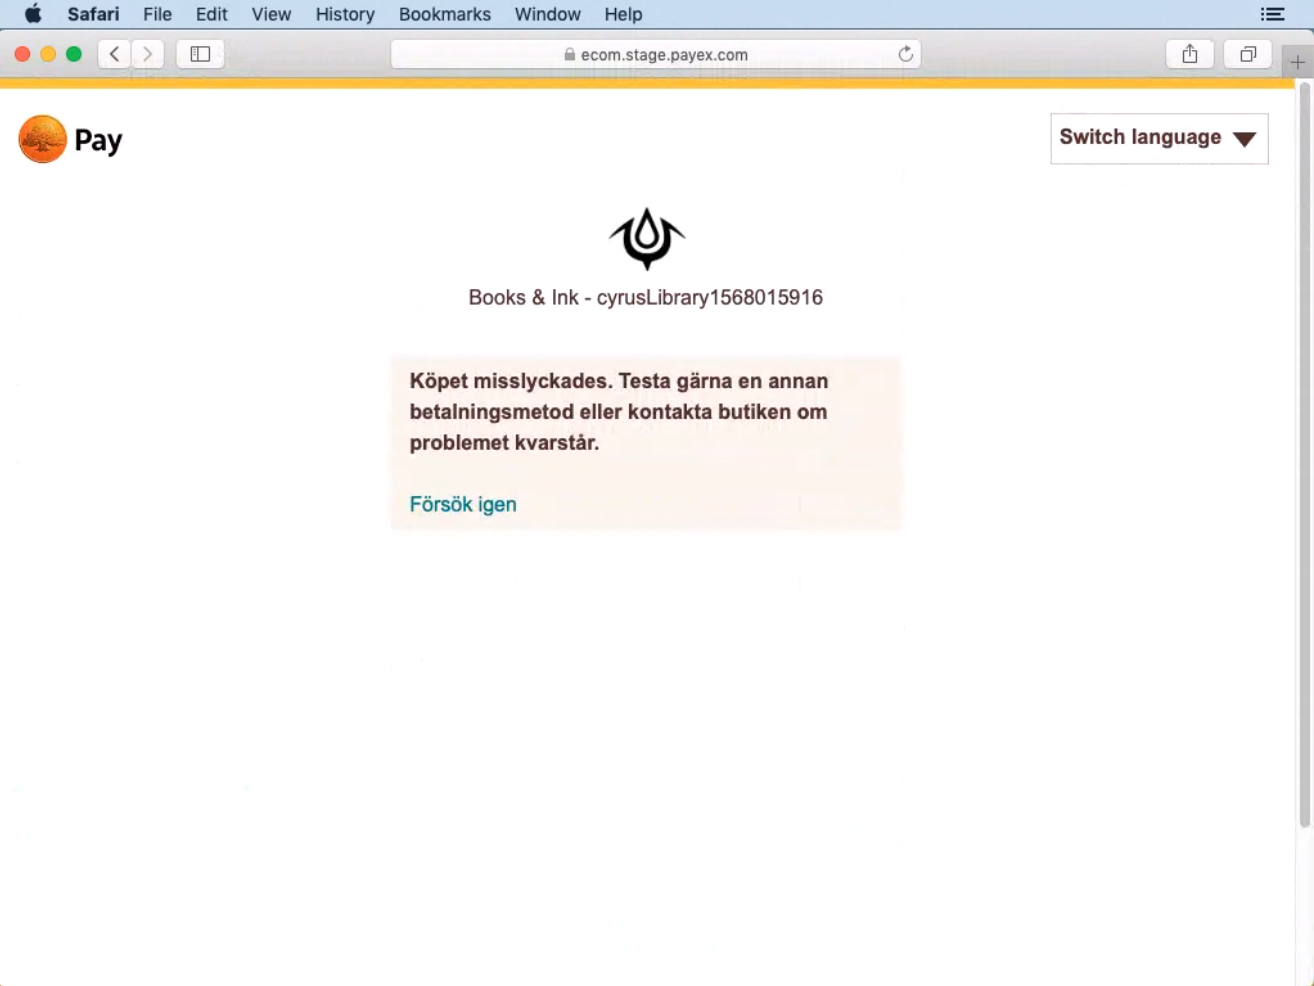 Safari File Edit View History Bookmarks Window Help
ecom.stage.payex.com
Pay
Switch language
Books & Ink - cyrusLibrary1568015916
Köpet misslyckades. Testa gärna en annan
betalningsmetod eller kontakta butiken om
problemet kvarstår.
Försök igen